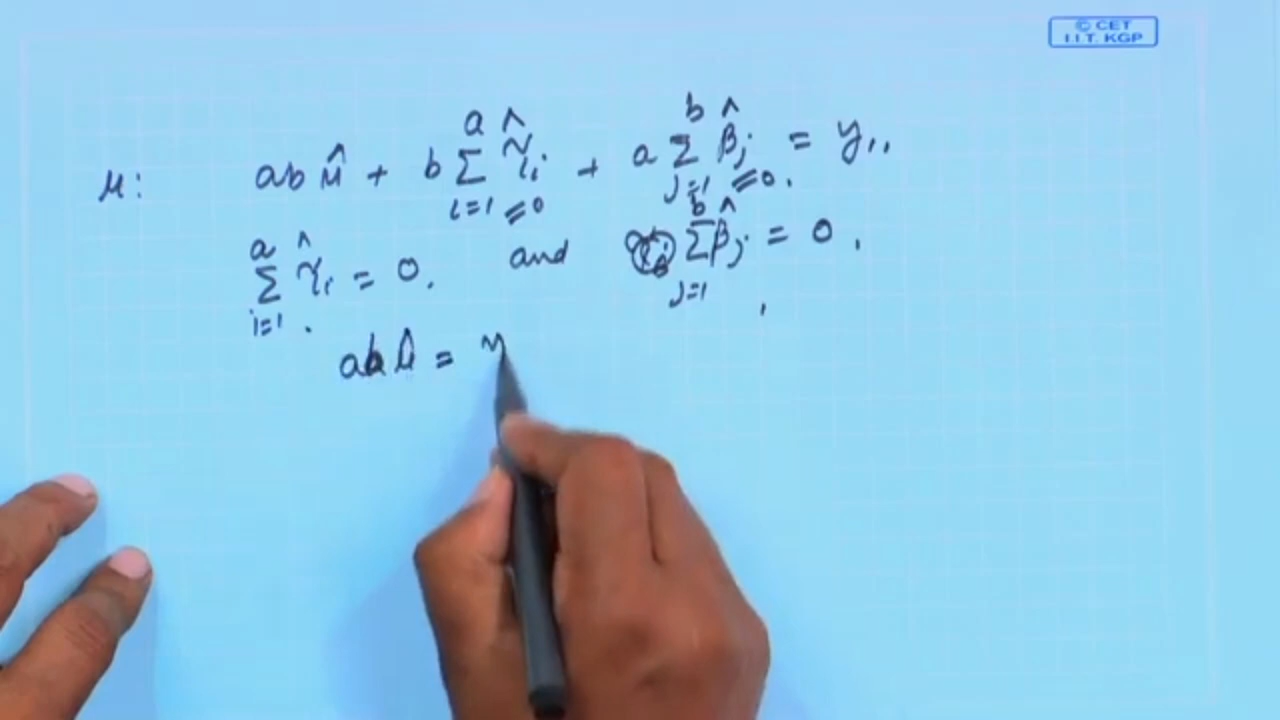 © CET
I.I.T. KGP
μ: ab μ̂ + b Σ_{i=1}^{a} τ̂_i + a Σ_{j=1}^{b} β̂_j = y..
= 0 = 0.
Σ_{i=1}^{a} τ̂_i = 0. and Σ_{j=1}^{b} β̂_j = 0.
ab μ̂ = y